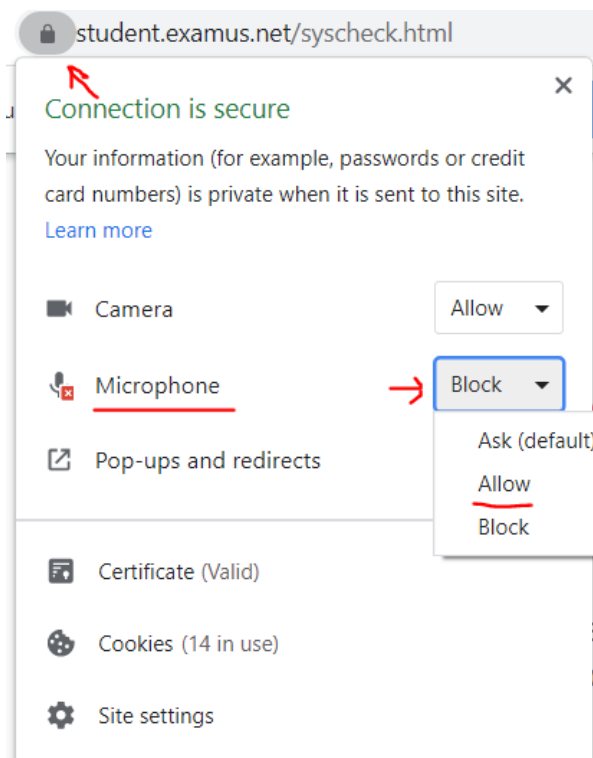 student.examus.net/syscheck.html
Connection is secure
Your information (for example, passwords or credit
card numbers) is private when it is sent to this site.
Learn more
Camera
Allow
Microphone
Block
Ask (default)
Allow
Block
Pop-ups and redirects
Certificate (Valid)
Cookies (14 in use)
Site settings